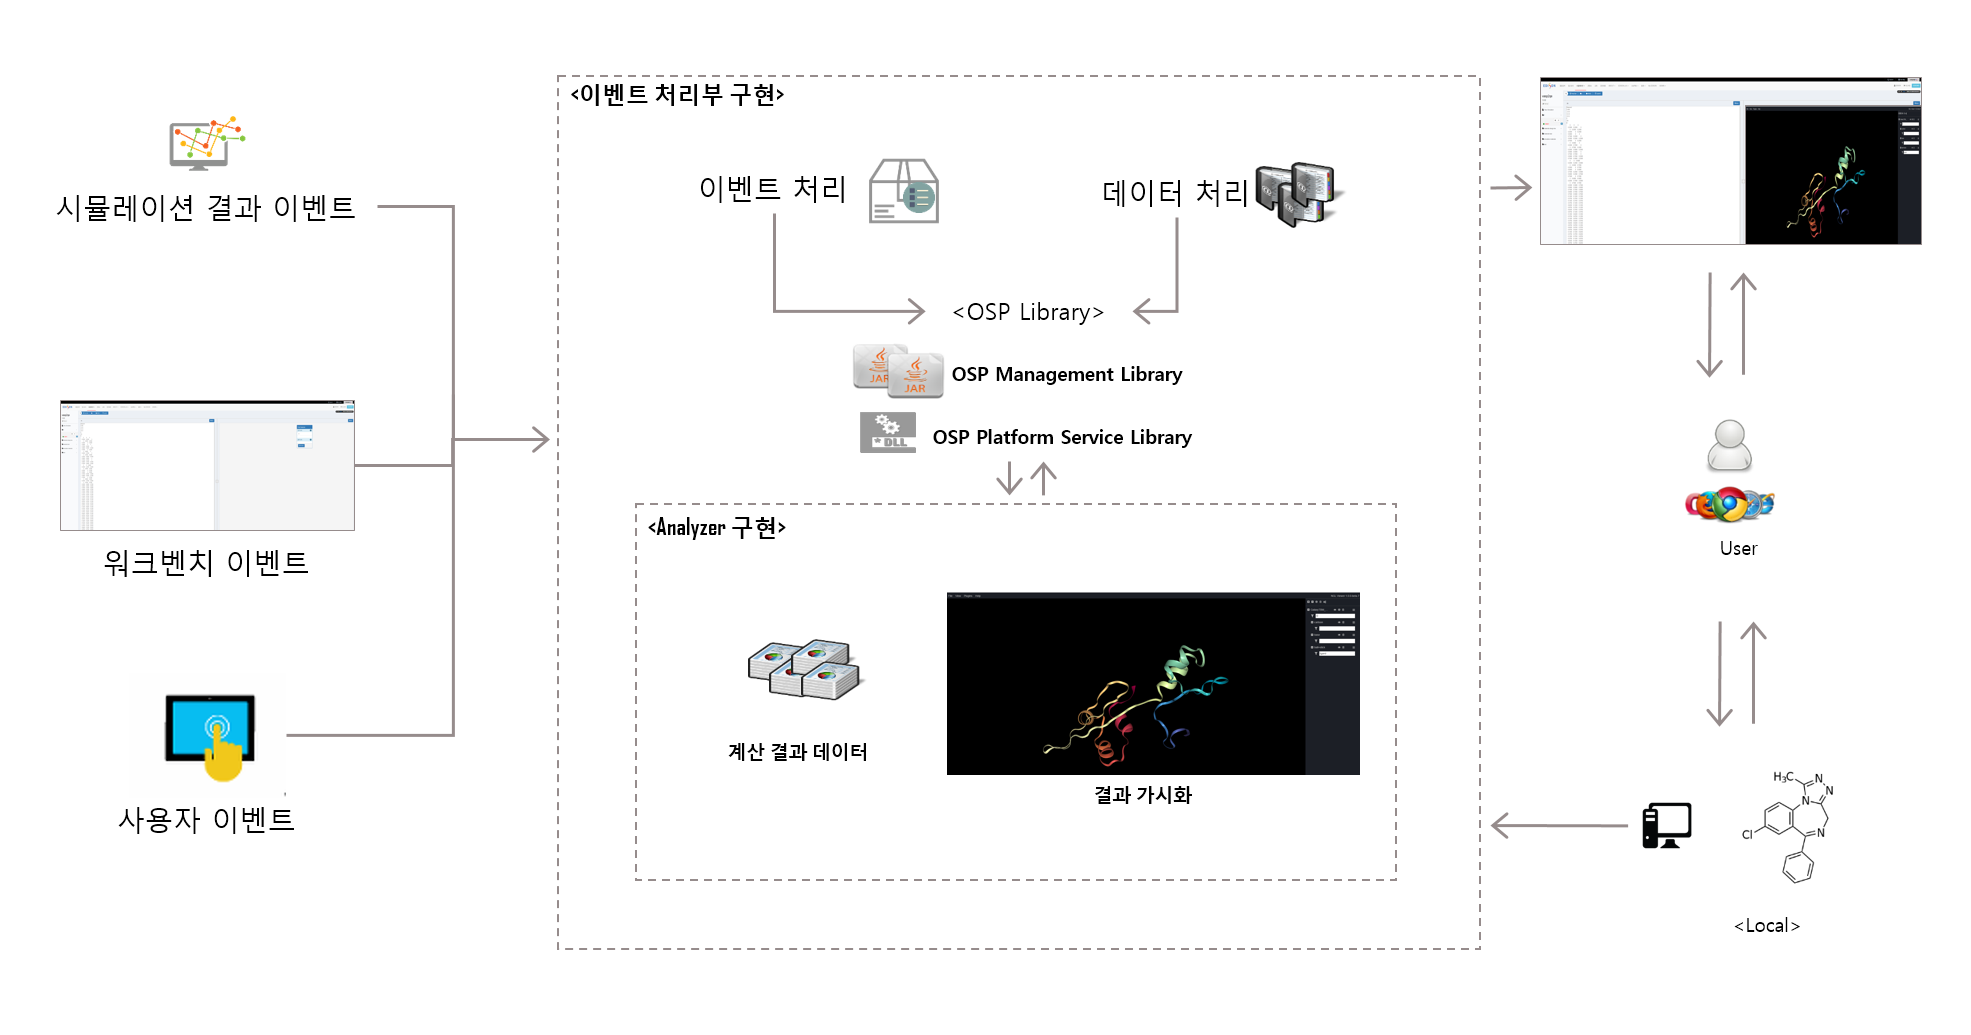 시뮬레이션 결과 이벤트
워크벤치 이벤트
사용자 이벤트
<이벤트 처리부 구현>
이벤트 처리
데이터 처리
<OSP Library>
JAR
JAR
OSP Management Library
DLL
OSP Platform Service Library
<Analyzer 구현>
계산 결과 데이터
결과 가시화
User
H₃C
N
N
N
N
Cl
<Local>